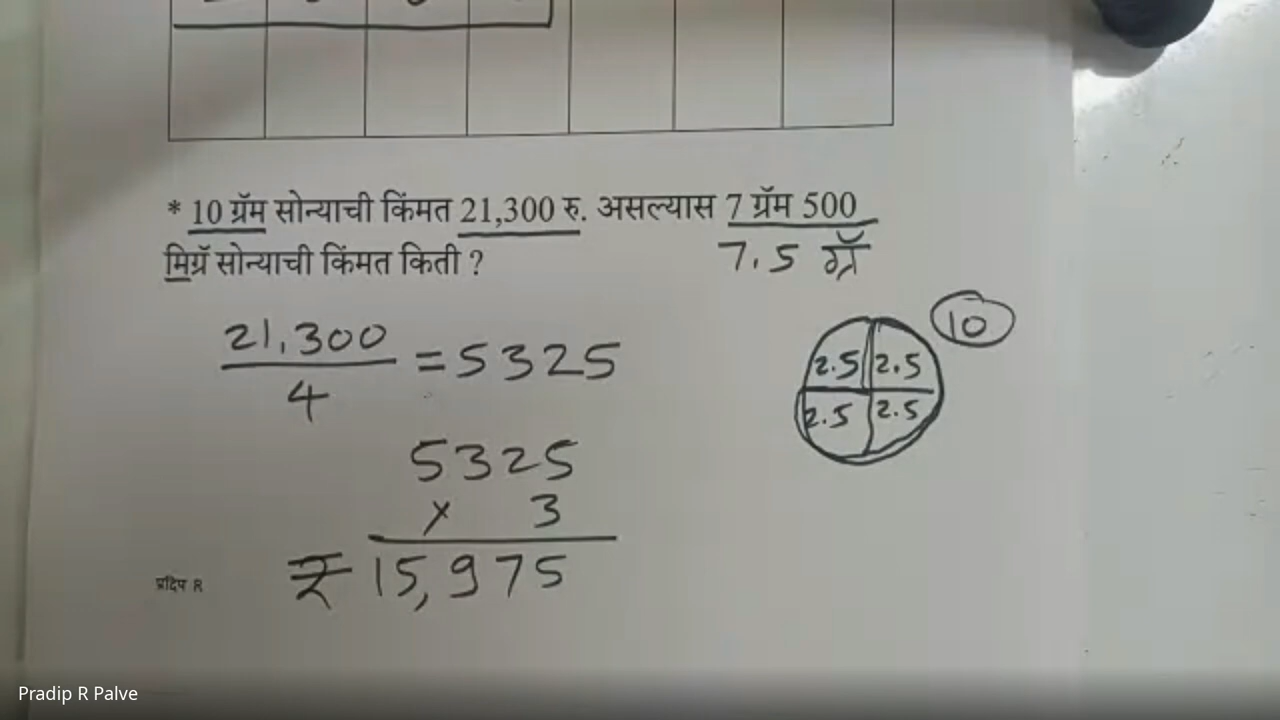 * 10 ग्रॅम सोन्याची किंमत 21,300 रु. असल्यास 7 ग्रॅम 500
मिग्रॅ सोन्याची किंमत किती ?
7.5 ग्रॅ
21,300
4
= 5325
10
2.5 2.5
2.5 2.5
5325
x 3
₹ 15,975
प्रदिप R
Pradip R Palve